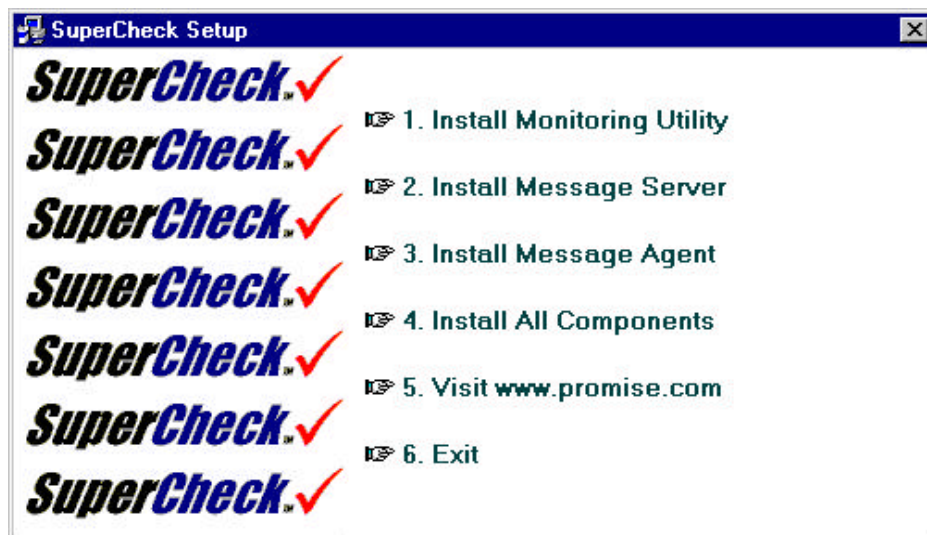 SuperCheck Setup
SuperCheck
SuperCheck
SuperCheck
SuperCheck
SuperCheck
SuperCheck
SuperCheck
1. Install Monitoring Utility
2. Install Message Server
3. Install Message Agent
4. Install All Components
5. Visit www.promise.com
6. Exit